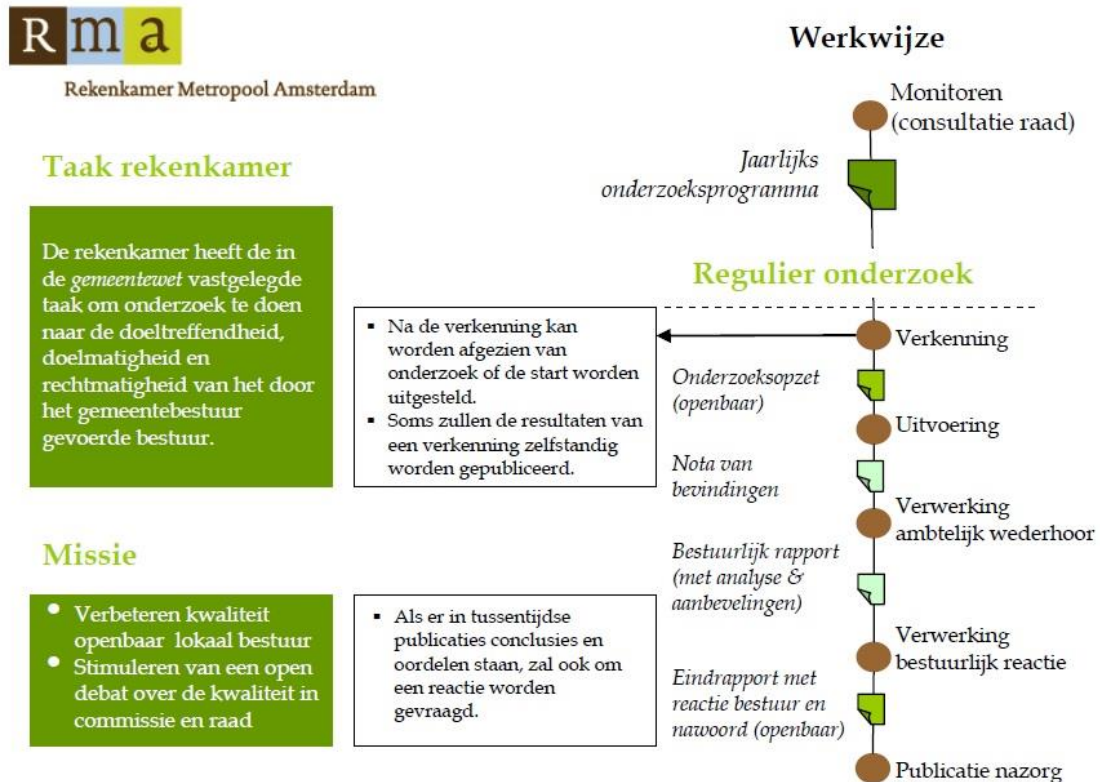 R m a
Rekenkamer Metropool Amsterdam
Taak rekenkamer
De rekenkamer heeft de in
de gemeentewet vastgelegde
taak om onderzoek te doen
naar de doeltreffendheid,
doelmatigheid en
rechtmatigheid van het door
het gemeentebestuur
gevoerde bestuur.
Missie
• Verbeteren kwaliteit
openbaar lokaal bestuur
• Stimuleren van een open
debat over de kwaliteit in
commissie en raad
▪ Na de verkenning kan
worden afgezien van
onderzoek of de start worden
uitgesteld.
▪ Soms zullen de resultaten van
een verkenning zelfstandig
worden gepubliceerd.
▪ Als er in tussentijdse
publicaties conclusies en
oordelen staan, zal ook om
een reactie worden
gevraagd.
Werkwijze
Monitoren
(consultatie raad)
Jaarlijks
onderzoeksprogramma
Regulier onderzoek
Verkenning
Onderzoeksopzet
(openbaar)
Uitvoering
Nota van
bevindingen
Verwerking
ambtelijk wederhoor
Bestuurlijk rapport
(met analyse &
aanbevelingen)
Verwerking
bestuurlijk reactie
Eindrapport met
reactie bestuur en
nawoord (openbaar)
Publicatie nazorg